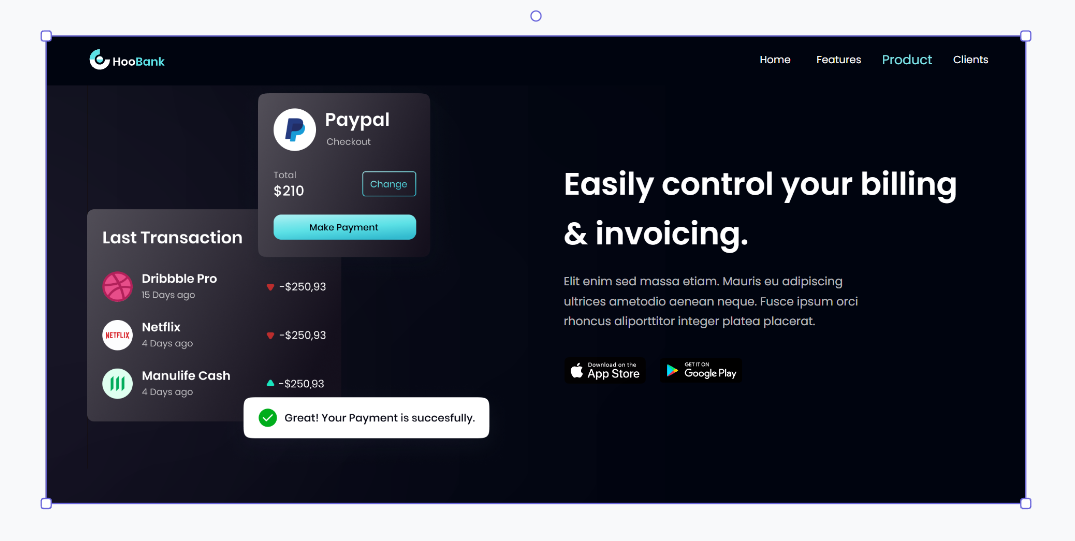 HooBank
Home Features Product Clients
Paypal
Checkout
Total
$210
Change
Make Payment
Last Transaction
Dribbble Pro
15 Days ago
-$250,93
NETFLIX
Netflix
4 Days ago
-$250,93
Manulife Cash
4 Days ago
-$250,93
Great! Your Payment is succesfully.
Easily control your billing
& invoicing.
Elit enim sed massa etiam. Mauris eu adipiscing
ultrices ametodio aenean neque. Fusce ipsum orci
rhoncus aliporttitor integer platea placerat.
Download on the
App Store
GET IT ON
Google Play